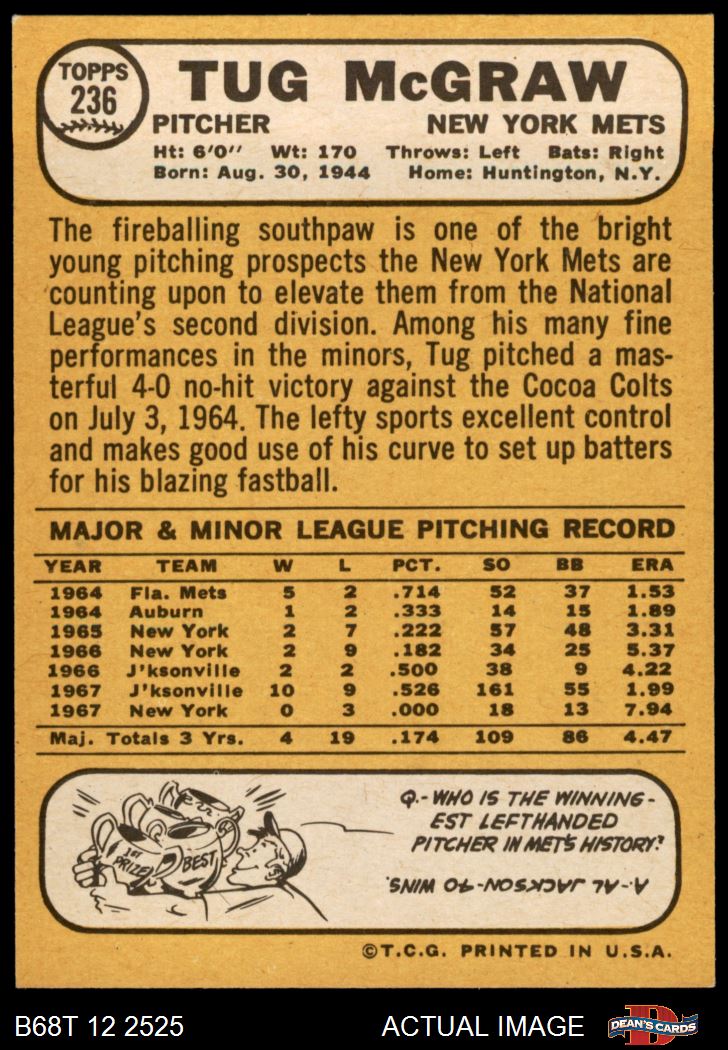 TOPPS
236
TUG McGRAW
PITCHER NEW YORK METS
Ht: 6'0" Wt: 170 Throws: Left Bats: Right
Born: Aug. 30, 1944 Home: Huntington, N.Y.
The fireballing southpaw is one of the bright
young pitching prospects the New York Mets are
counting upon to elevate them from the National
League's second division. Among his many fine
performances in the minors, Tug pitched a mas-
terful 4-0 no-hit victory against the Cocoa Colts
on July 3, 1964. The lefty sports excellent control
and makes good use of his curve to set up batters
for his blazing fastball.
MAJOR & MINOR LEAGUE PITCHING RECORD
YEAR TEAM W L PCT. SO BB ERA
1964 Fla. Mets 5 2 .714 52 37 1.53
1964 Auburn 1 2 .333 14 15 1.89
1965 New York 2 7 .222 57 48 3.31
1966 New York 2 9 .182 34 25 5.37
1966 J'ksonville 2 2 .500 38 9 4.22
1967 J'ksonville 10 9 .526 161 55 1.99
1967 New York 0 3 .000 18 13 7.94
Maj. Totals 3 Yrs. 4 19 .174 109 86 4.47
1ST
PRIZE
BEST
Q.- WHO IS THE WINNING-
EST LEFTHANDED
PITCHER IN MET'S HISTORY?
A-AL JACKSON-40 WINS.
©T.C.G. PRINTED IN U.S.A.
B68T 12 2525 ACTUAL IMAGE
D
DEAN'S CARDS